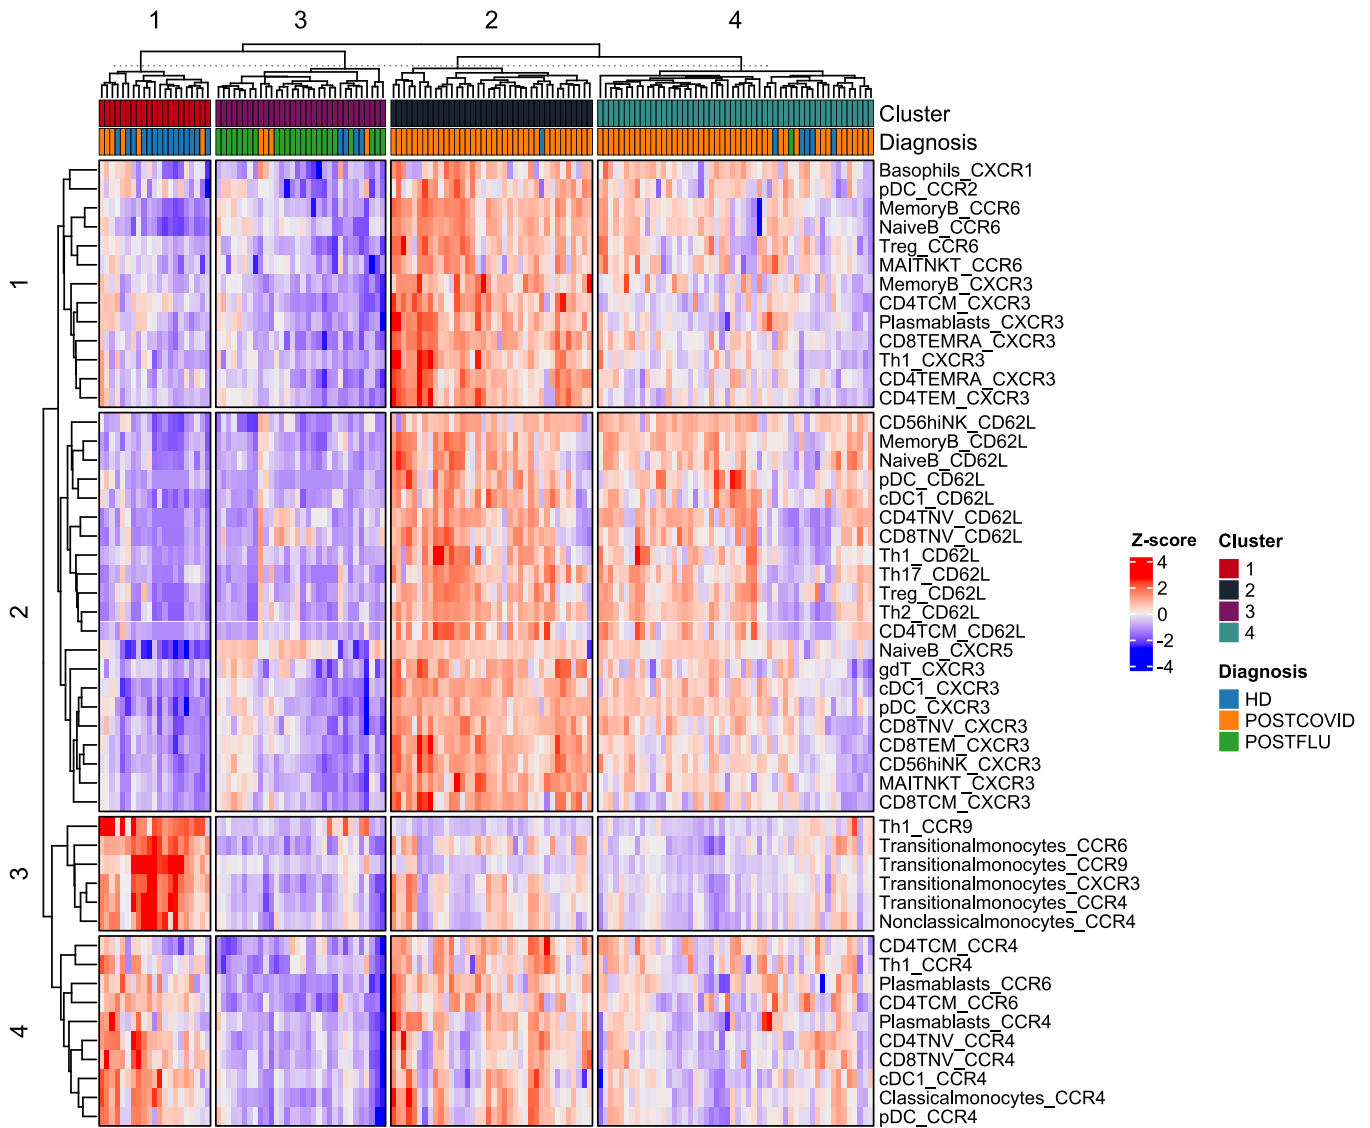 1 3 2 4
Cluster
Diagnosis
1
Basophils_CXCR1
pDC_CCR2
MemoryB_CCR6
NaiveB_CCR6
Treg_CCR6
MAITNKT_CCR6
MemoryB_CXCR3
CD4TCM_CXCR3
Plasmablasts_CXCR3
CD8TEMRA_CXCR3
Th1_CXCR3
CD4TEMRA_CXCR3
CD4TEM_CXCR3
2
CD56hiNK_CD62L
MemoryB_CD62L
NaiveB_CD62L
pDC_CD62L
cDC1_CD62L
CD4TNV_CD62L
CD8TNV_CD62L
Th1_CD62L
Th17_CD62L
Treg_CD62L
Th2_CD62L
CD4TCM_CD62L
NaiveB_CXCR5
gdT_CXCR3
cDC1_CXCR3
pDC_CXCR3
CD8TNV_CXCR3
CD8TEM_CXCR3
CD56hiNK_CXCR3
MAITNKT_CXCR3
CD8TCM_CXCR3
3
Th1_CCR9
Transitionalmonocytes_CCR6
Transitionalmonocytes_CCR9
Transitionalmonocytes_CXCR3
Transitionalmonocytes_CCR4
Nonclassicalmonocytes_CCR4
4
CD4TCM_CCR4
Th1_CCR4
Plasmablasts_CCR6
CD4TCM_CCR6
Plasmablasts_CCR4
CD4TNV_CCR4
CD8TNV_CCR4
cDC1_CCR4
Classicalmonocytes_CCR4
pDC_CCR4
Z-score
4
2
0
-2
-4
Cluster
1
2
3
4
Diagnosis
HD
POSTCOVID
POSTFLU